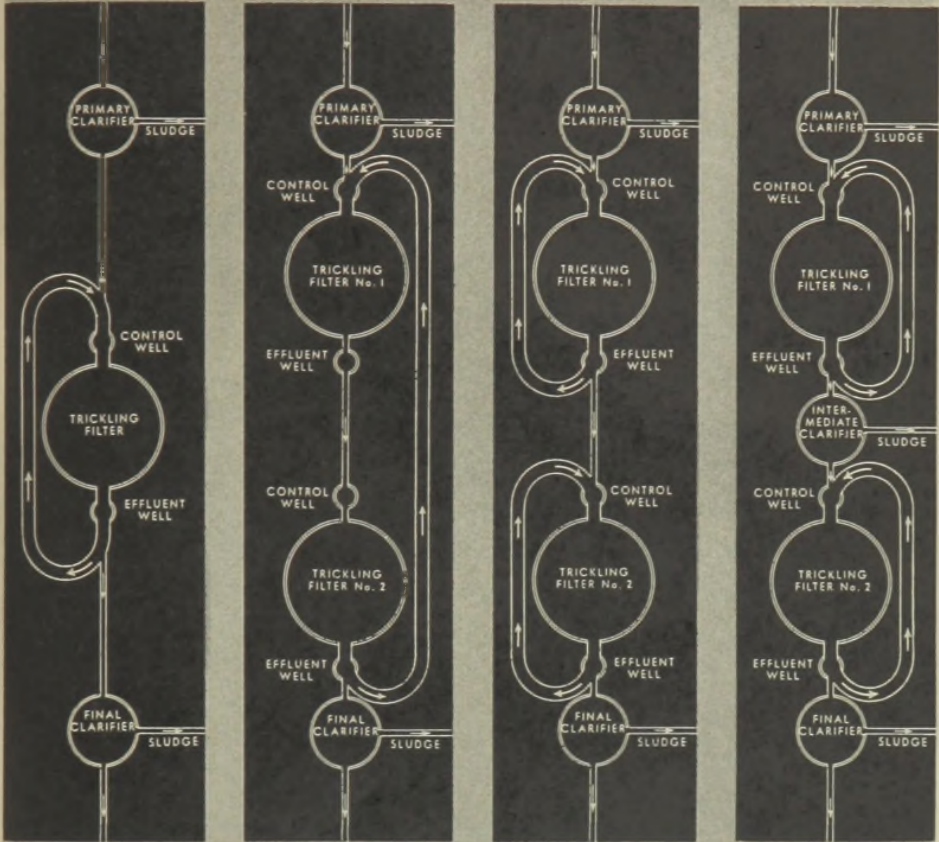 PRIMARY
CLARIFIER
SLUDGE
CONTROL
WELL
TRICKLING
FILTER
EFFLUENT
WELL
FINAL
CLARIFIER
SLUDGE
PRIMARY
CLARIFIER
SLUDGE
CONTROL
WELL
TRICKLING
FILTER No. 1
EFFLUENT
WELL
CONTROL
WELL
TRICKLING
FILTER No. 2
EFFLUENT
WELL
FINAL
CLARIFIER
SLUDGE
PRIMARY
CLARIFIER
SLUDGE
CONTROL
WELL
TRICKLING
FILTER No. 1
EFFLUENT
WELL
CONTROL
WELL
TRICKLING
FILTER No. 2
EFFLUENT
WELL
FINAL
CLARIFIER
SLUDGE
PRIMARY
CLARIFIER
SLUDGE
CONTROL
WELL
TRICKLING
FILTER No. 1
EFFLUENT
WELL
INTER-
MEDIATE
CLARIFIER
SLUDGE
CONTROL
WELL
TRICKLING
FILTER No. 2
EFFLUENT
WELL
FINAL
CLARIFIER
SLUDGE